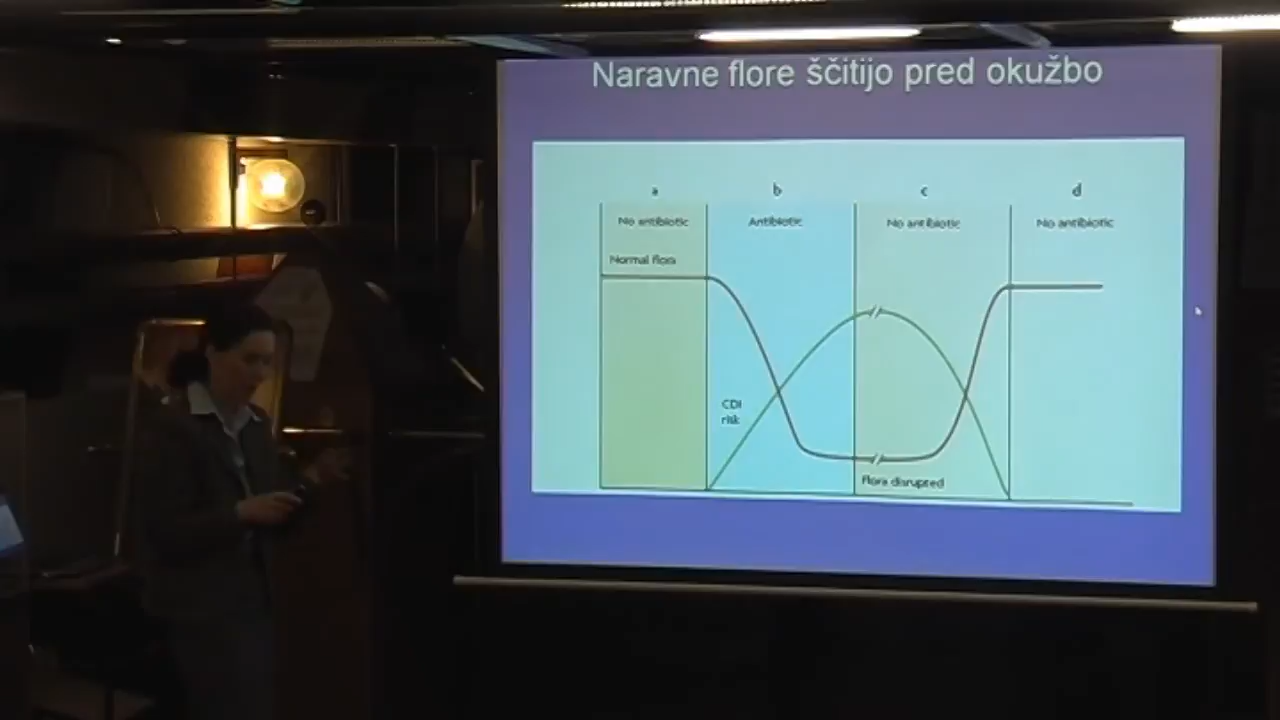 Naravne flore ščitijo pred okužbo
a b c d
No antibiotic Antibiotic No antibiotic No antibiotic
Normal flora
CDI
risk
Flora disrupted